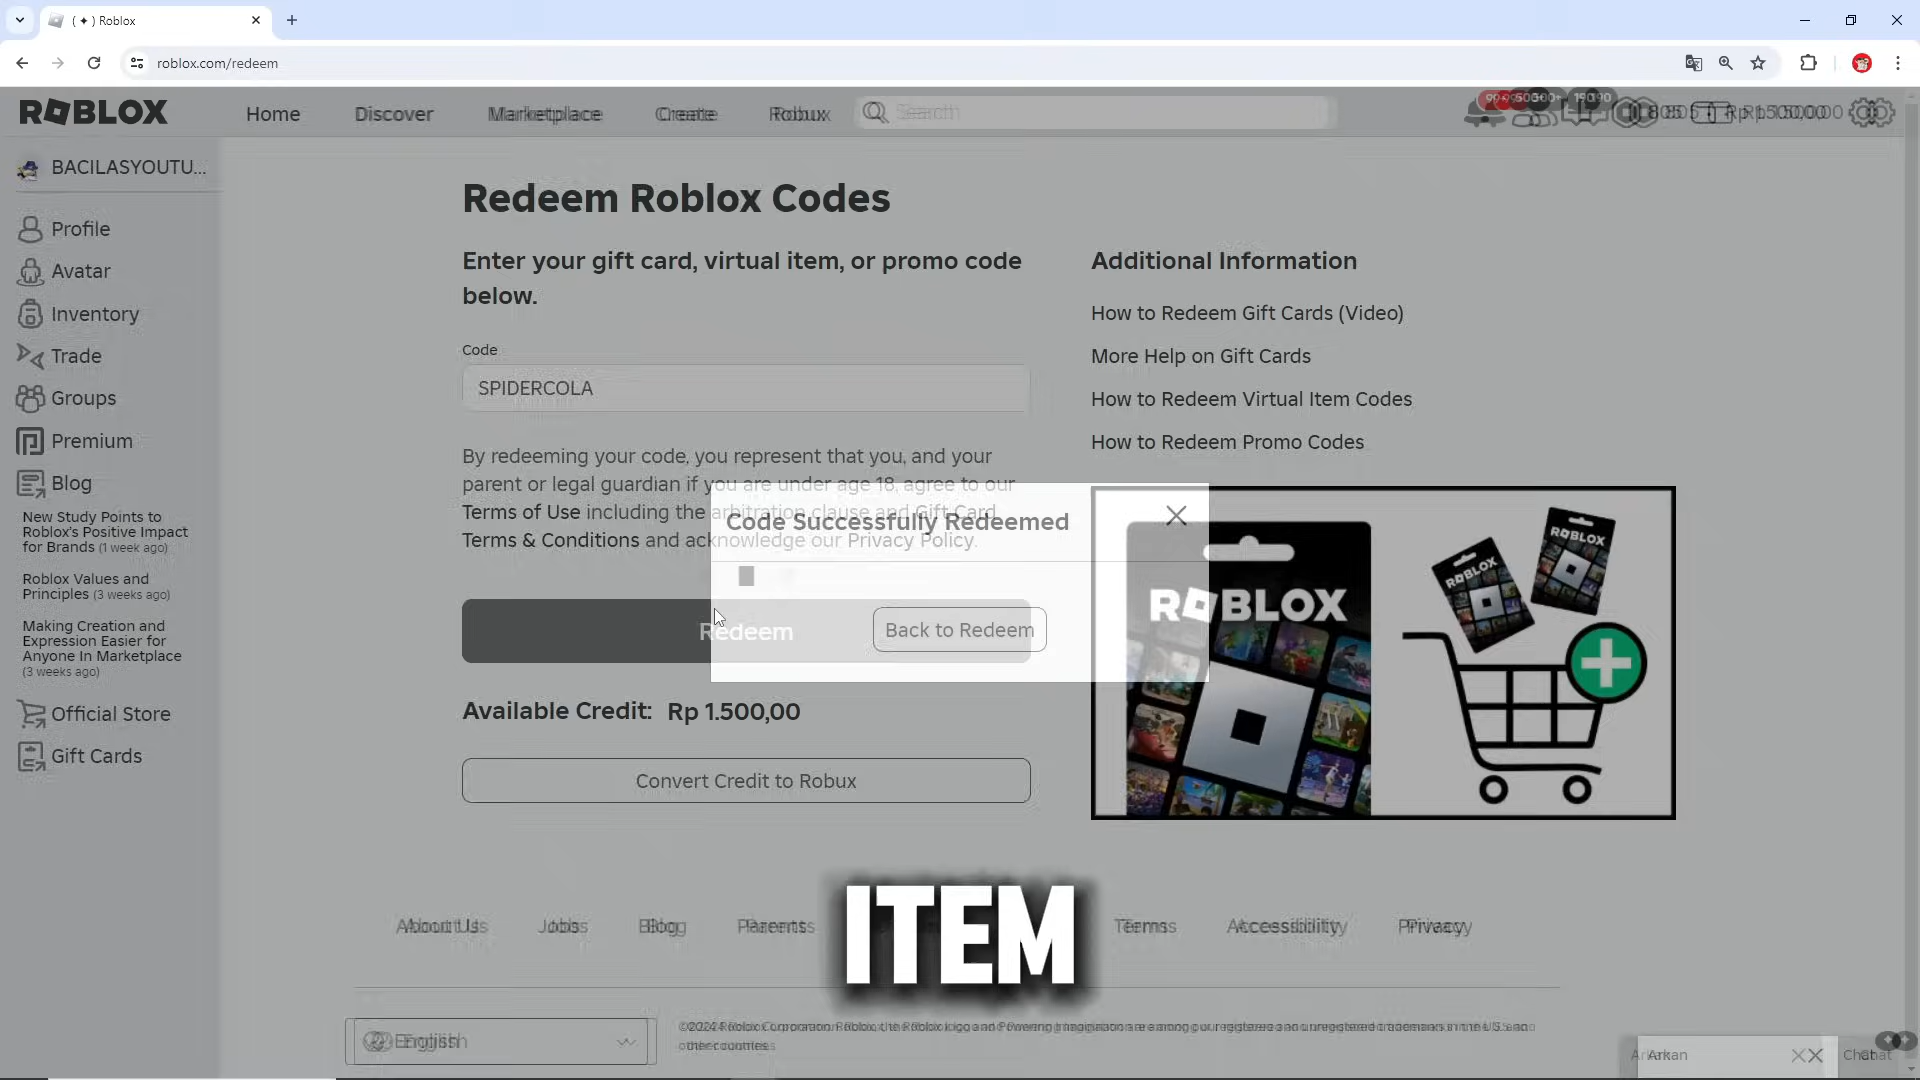 ( ✦ ) Roblox
roblox.com/redeem
ROBLOX
Home
Discover
Marketplace
Create
Robux
Search
BACILASYOUTU...
Profile
Avatar
Inventory
Trade
Groups
Premium
Blog
New Study Points to
Roblox's Positive Impact
for Brands (1 week ago)
Roblox Values and
Principles (3 weeks ago)
Making Creation and
Expression Easier for
Anyone In Marketplace
(3 weeks ago)
Official Store
Gift Cards
Redeem Roblox Codes
Enter your gift card, virtual item, or promo code
below.
Code
SPIDERCOLA
By redeeming your code, you represent that you, and your
parent or legal guardian if you are under age 18, agree to our
Terms of Use including the arbitration clause and Gift Card
Terms & Conditions and acknowledge our Privacy Policy.
Code Successfully Redeemed
Redeem
Back to Redeem
Available Credit: Rp 1.500,00
Convert Credit to Robux
Additional Information
How to Redeem Gift Cards (Video)
More Help on Gift Cards
How to Redeem Virtual Item Codes
How to Redeem Promo Codes
ROBLOX
ROBLOX
ROBLOX
ITEM
About Us
Jobs
Blog
Parents
Terms
Accessibility
Privacy
English
other countries.
Arkan
Chat